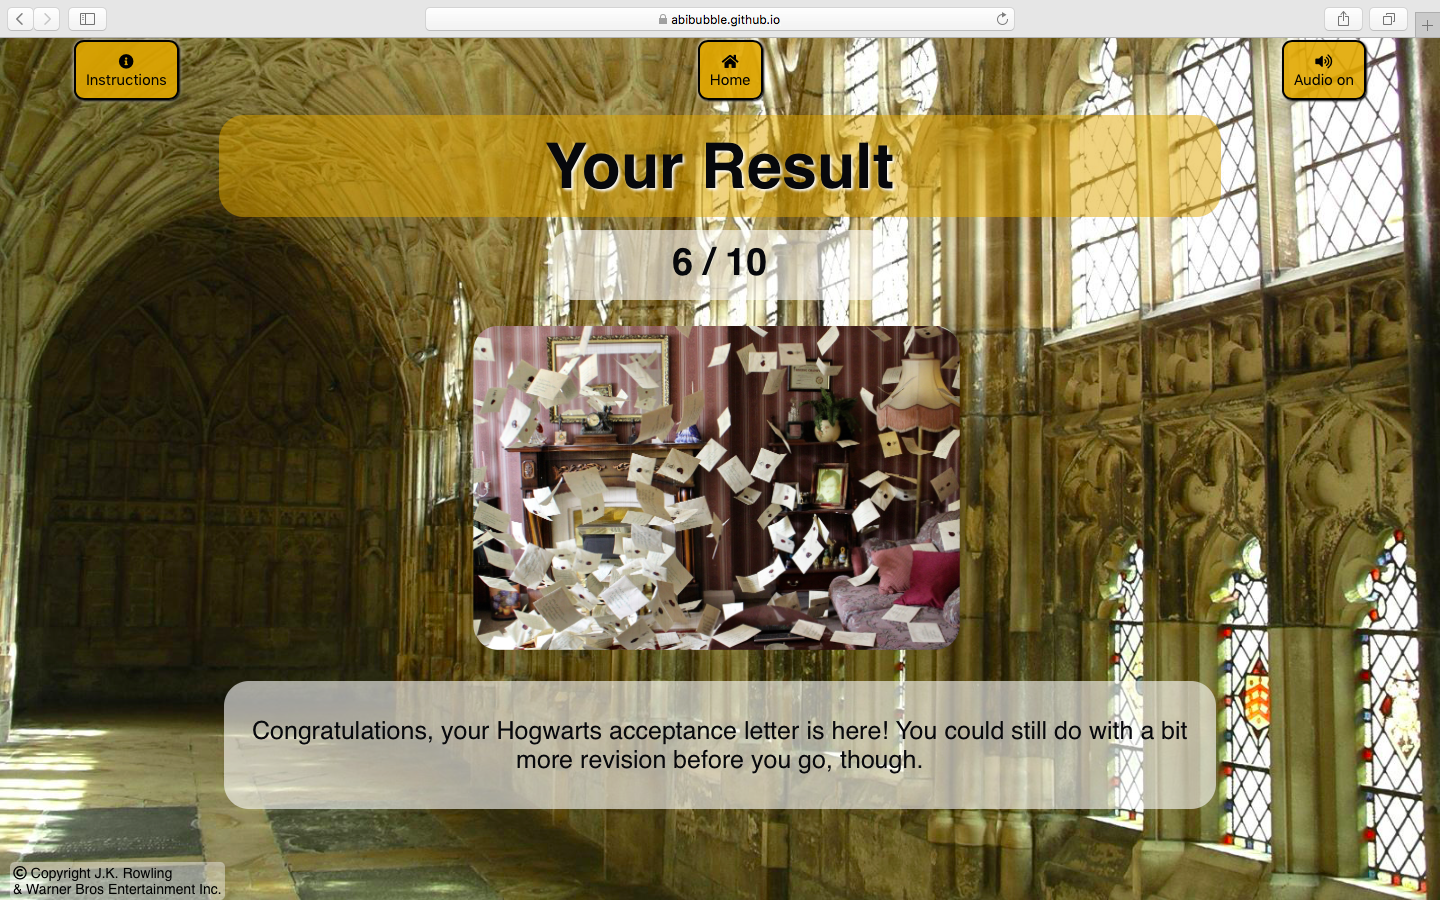 abibubble.github.io
Instructions
Home
Audio on
Your Result
6 / 10
Congratulations, your Hogwarts acceptance letter is here! You could still do with a bit
more revision before you go, though.
© Copyright J.K. Rowling
& Warner Bros Entertainment Inc.